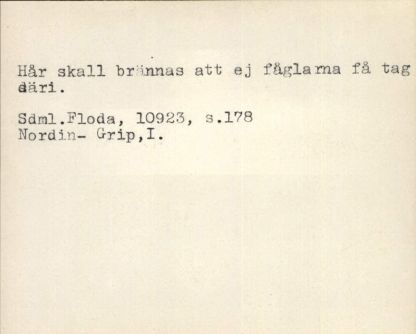 Hår skall brännas att ej fåglarna få tag
däri.
Sdml.Floda, 10923, s.178
Nordin- Grip,I.